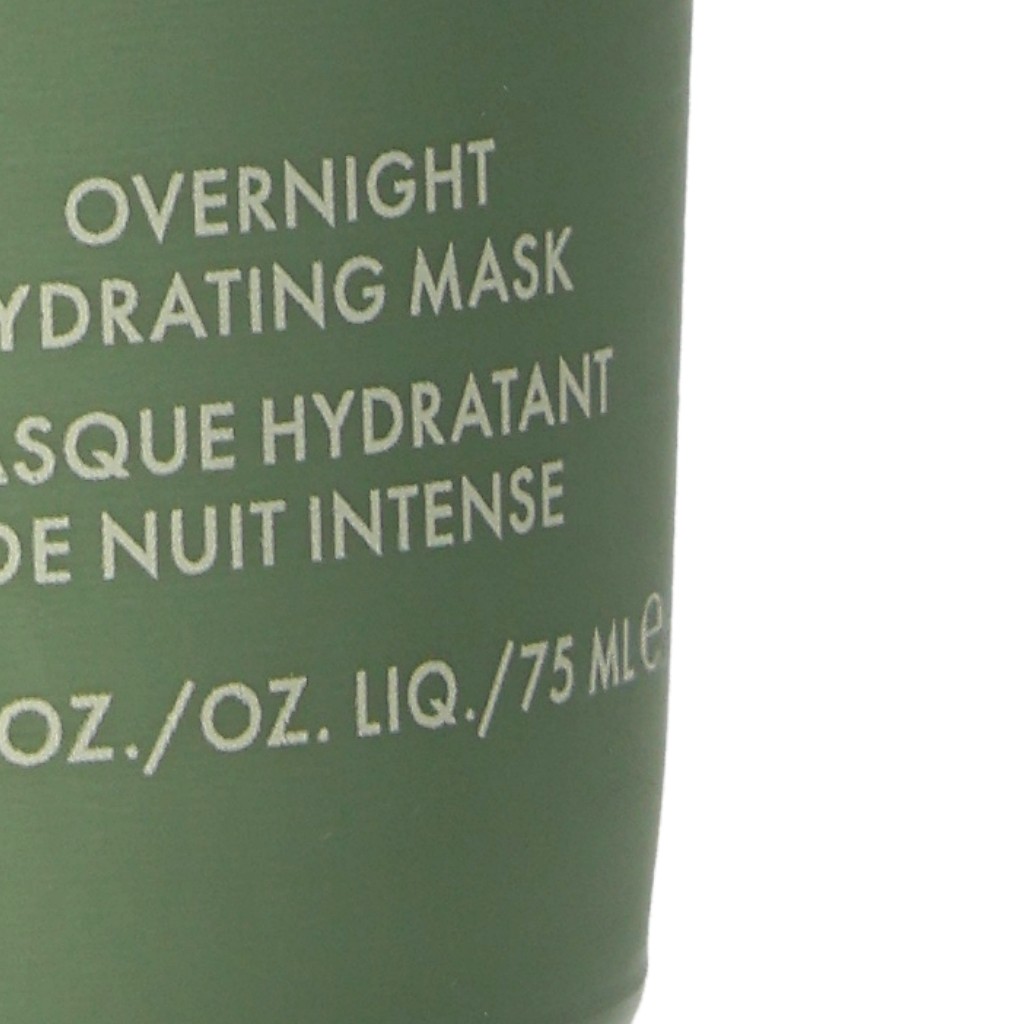 OVERNIGHT
YDRATING MASK
ASQUE HYDRATANT
DE NUIT INTENSE
OZ./OZ. LIQ./75 ML ℮